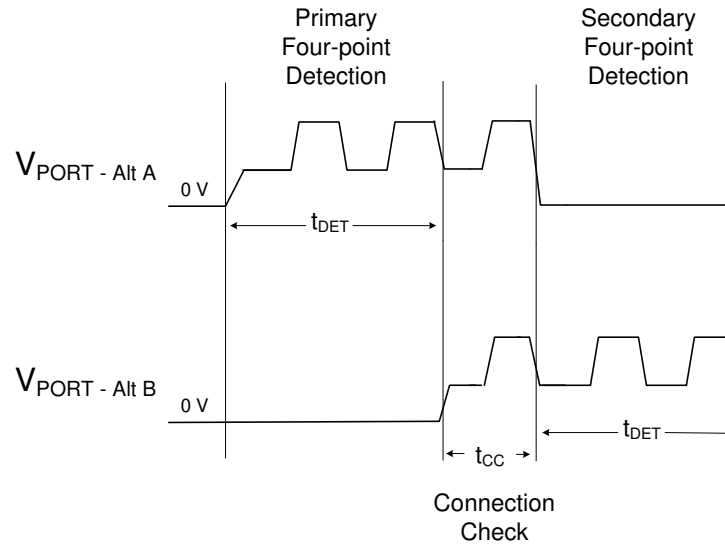 Primary
Four-point
Detection
Secondary
Four-point
Detection
VPORT - Alt A
0 V
tDET
VPORT - Alt B
0 V
tDET
tCC
Connection
Check